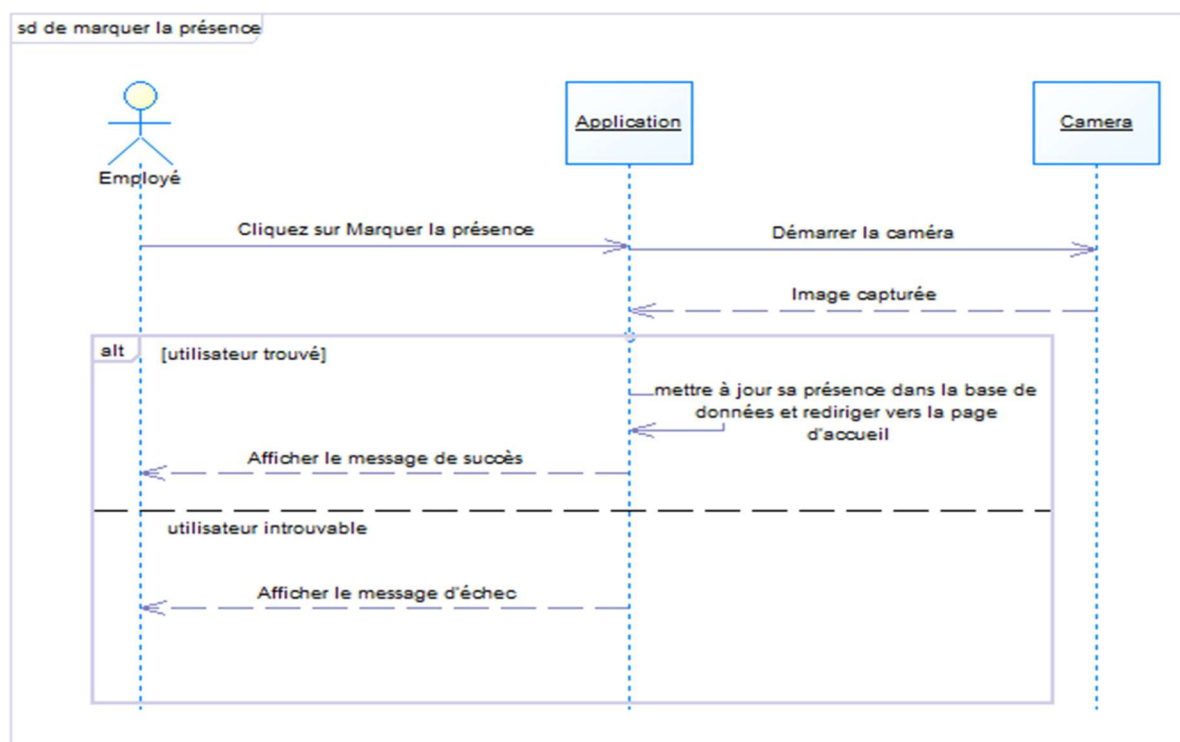 sd de marquer la présence
Employé
Application
Camera
Cliquez sur Marquer la présence
Démarrer la caméra
Image capturée
alt
[utilisateur trouvé]
mettre à jour sa présence dans la base de
données et rediriger vers la page
d'accueil
Afficher le message de succès
utilisateur introuvable
Afficher le message d'échec